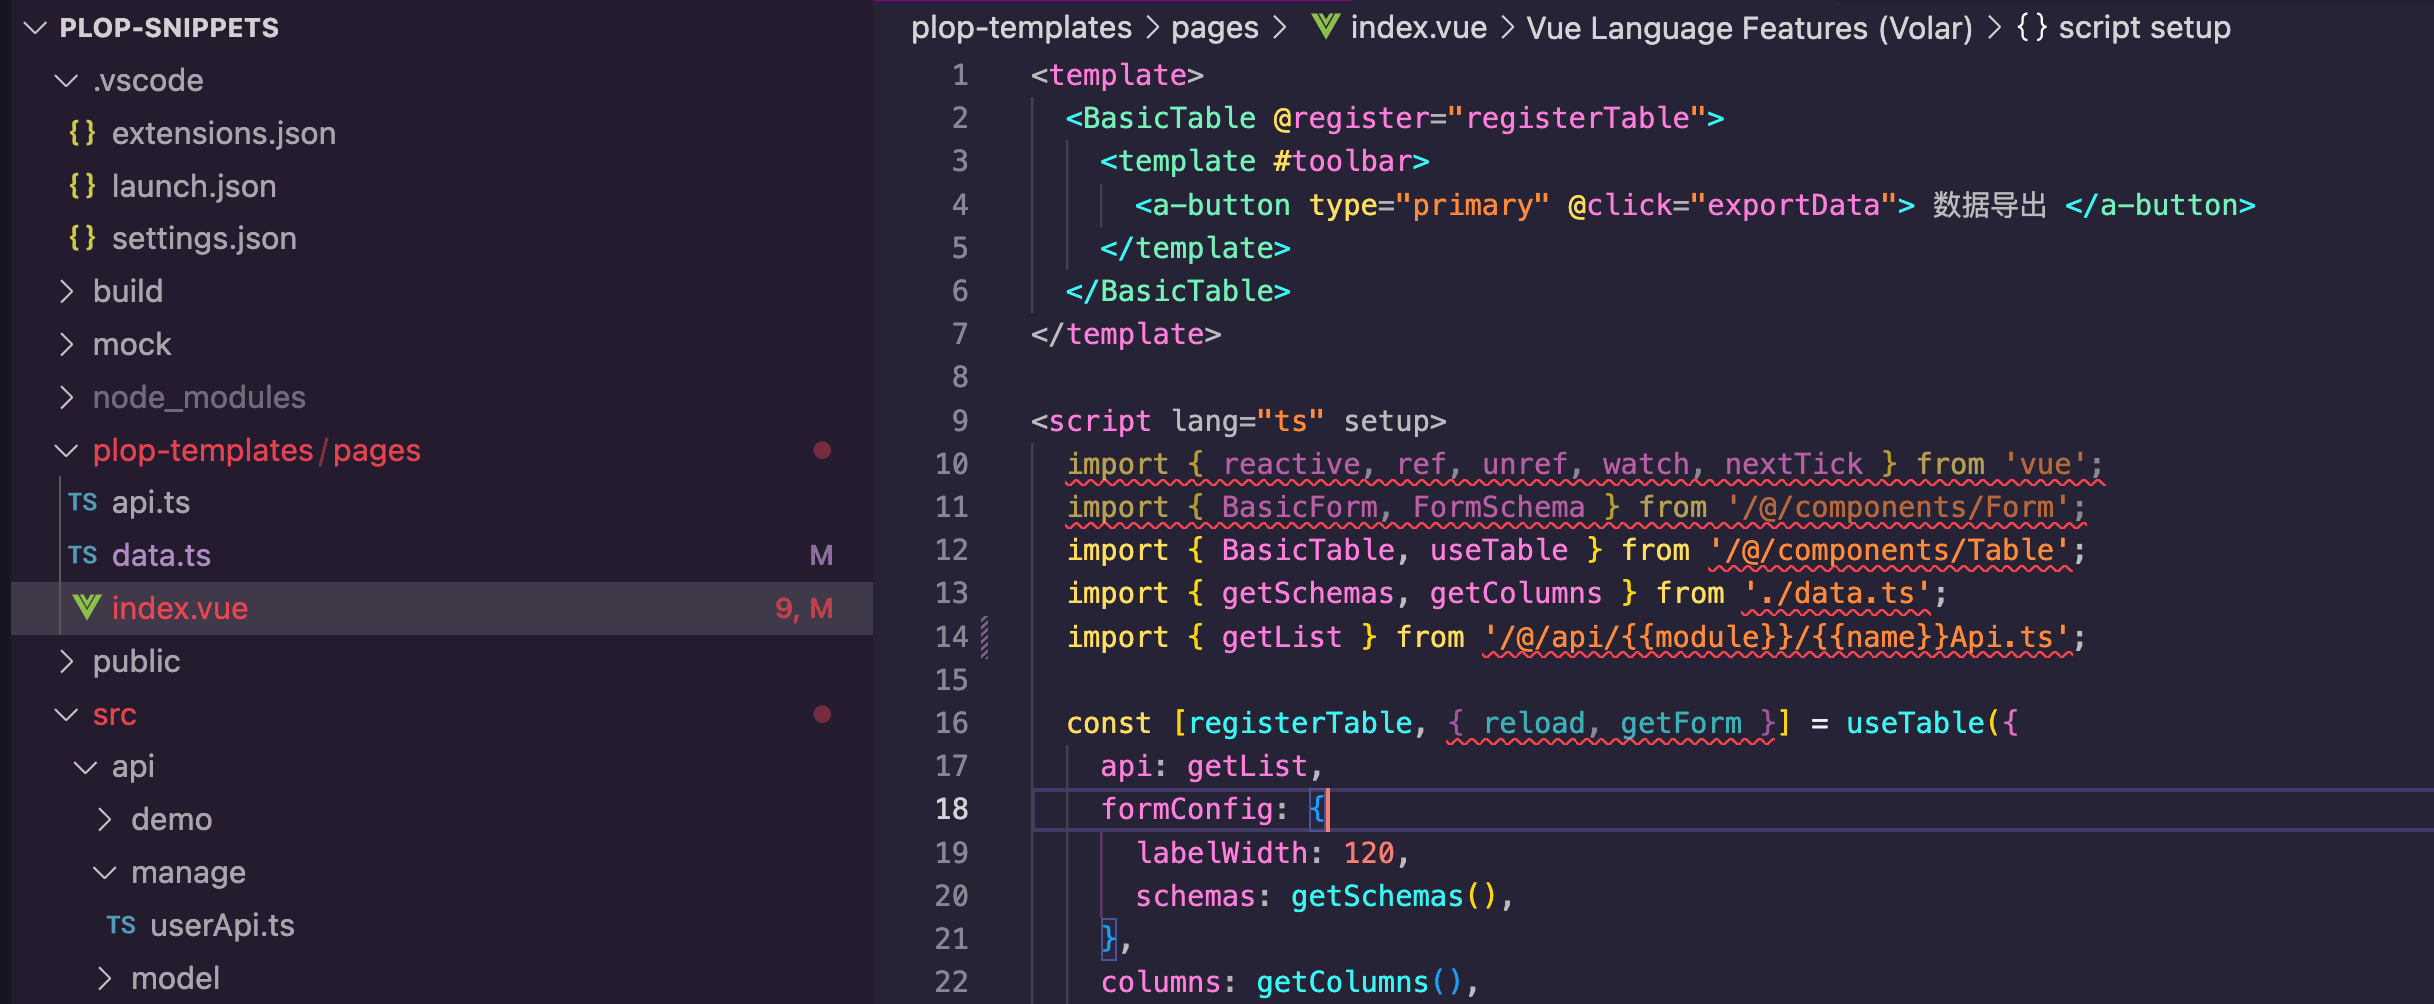 PLOP-SNIPPETS
.vscode
{} extensions.json
{} launch.json
{} settings.json
build
mock
node_modules
plop-templates/pages
TS api.ts
TS data.ts M
index.vue 9, M
public
src
api
demo
manage
TS userApi.ts
model
plop-templates > pages > index.vue > Vue Language Features (Volar) > {} script setup
1 <template>
2 <BasicTable @register="registerTable">
3 <template #toolbar>
4 <a-button type="primary" @click="exportData"> 数据导出 </a-button>
5 </template>
6 </BasicTable>
7 </template>
8
9 <script lang="ts" setup>
10 import { reactive, ref, unref, watch, nextTick } from 'vue';
11 import { BasicForm, FormSchema } from '/@/components/Form';
12 import { BasicTable, useTable } from '/@/components/Table';
13 import { getSchemas, getColumns } from './data.ts';
14 import { getList } from '/@/api/{{module}}/{{name}}Api.ts';
15
16 const [registerTable, { reload, getForm }] = useTable({
17 api: getList,
18 formConfig: {
19 labelWidth: 120,
20 schemas: getSchemas(),
21 },
22 columns: getColumns(),